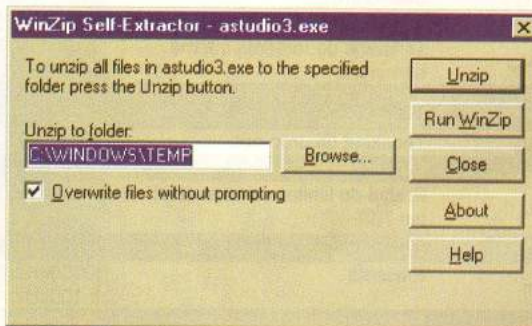 WinZip Self-Extractor - astudio3.exe
To unzip all files in astudio3.exe to the specified
folder press the Unzip button.
Unzip to folder:
C:\WINDOWS\TEMP
Browse...
Overwrite files without prompting
Unzip
Run WinZip
Close
About
Help